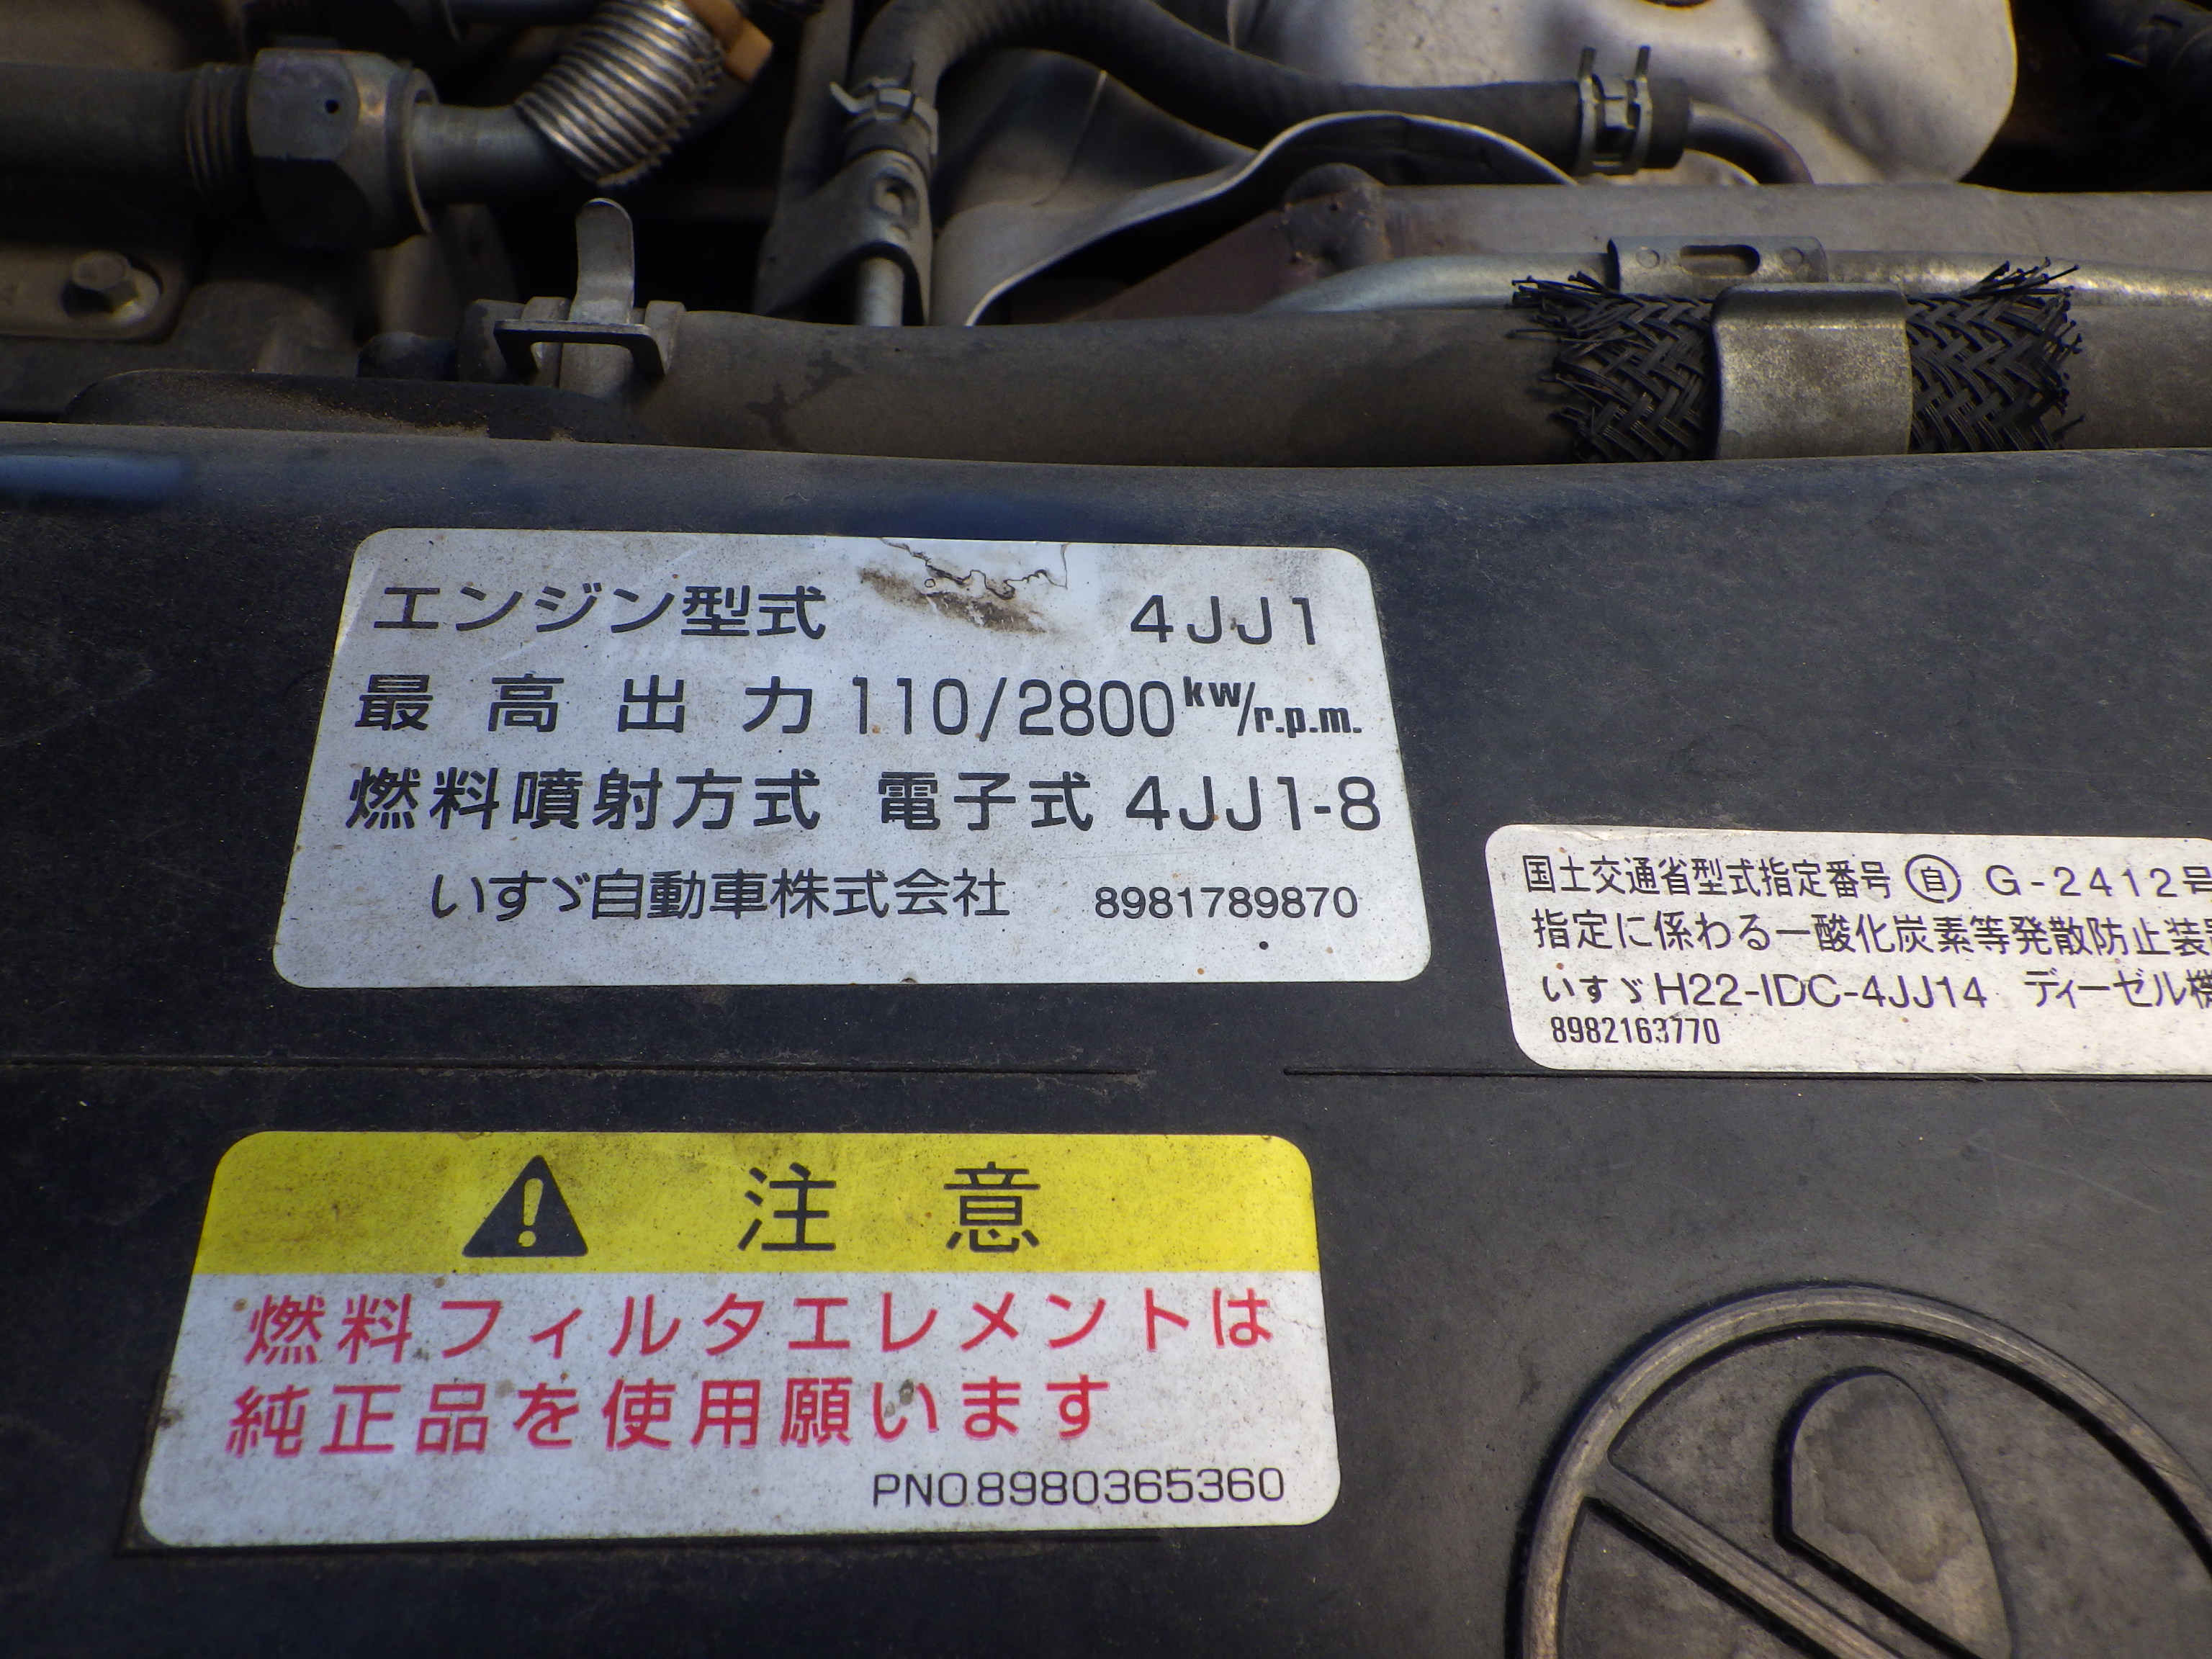 エンジン型式 4JJ1
最高出力 110/2800kw/r.p.m.
燃料噴射方式 電子式 4JJ1-8
いすゞ自動車株式会社 8981789870
国土交通省型式指定番号 自 G-2412号
指定に係わる一酸化炭素等発散防止装置
いすゞH22-IDC-4JJ14 ディーゼル機
8982163770
注意
燃料フィルタエレメントは
純正品を使用願います
PNO.8980365360